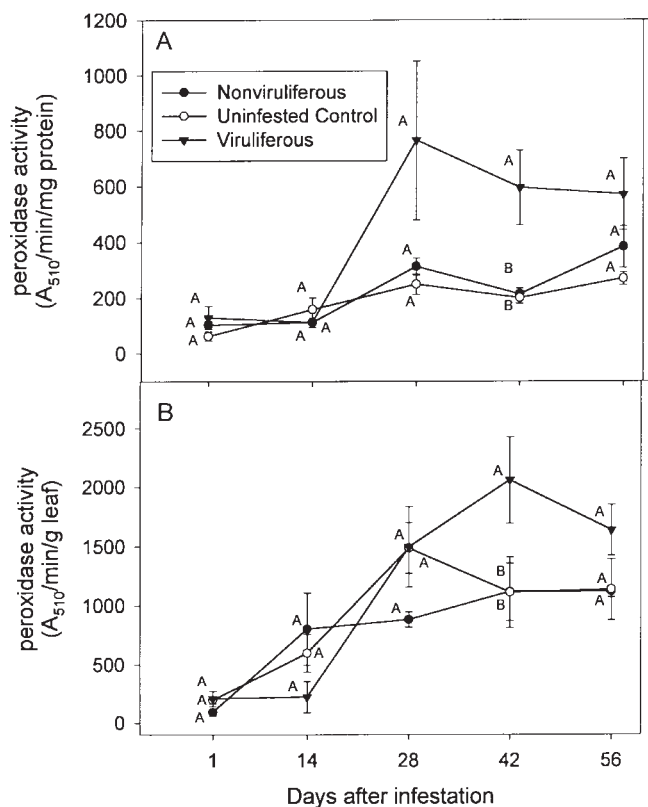 A
Nonviruliferous
Uninfested Control
Viruliferous
peroxidase activity
(A510/min/mg protein)
1200
1000
800
600
400
200
0
A
A
A
A
A
A
A
A
A
A
B
B
A
A
A
B
peroxidase activity
(A510/min/g leaf)
2500
2000
1500
1000
500
0
A
A
A
A
A
A
A
A
A
A
B
B
A
A
A
1
14
28
42
56
Days after infestation